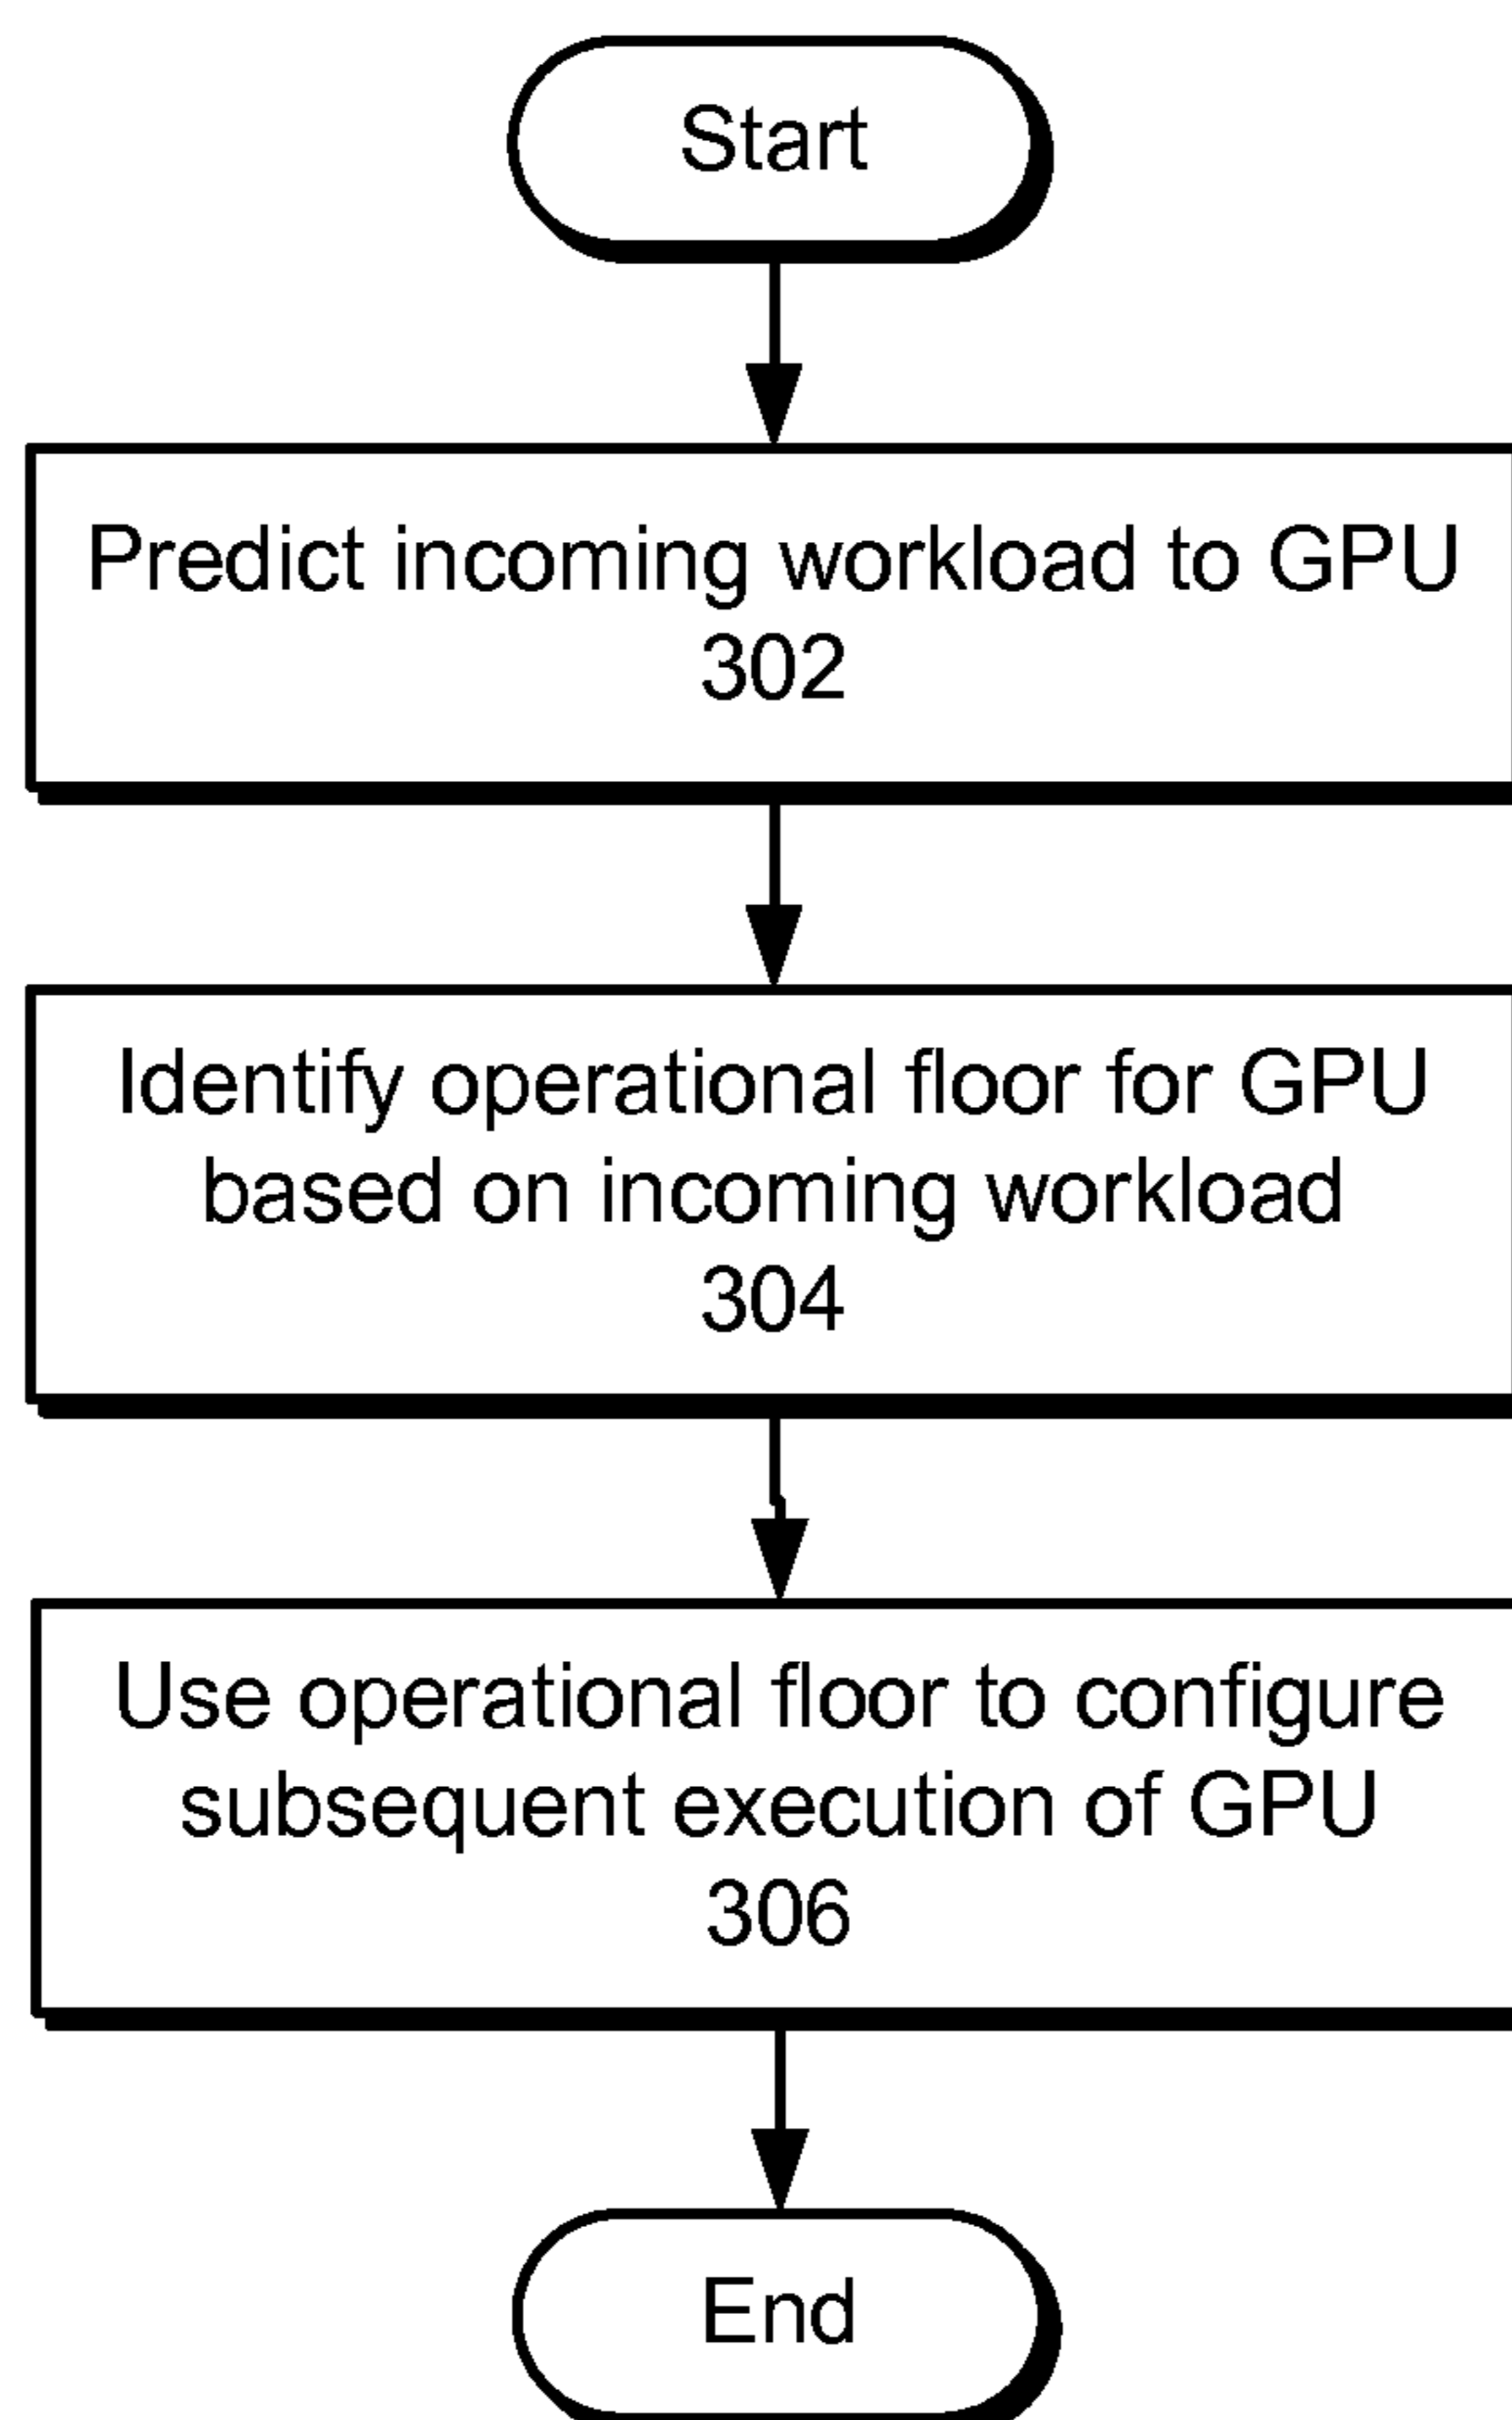 Start
Predict incoming workload to GPU
302
Identify operational floor for GPU
based on incoming workload
304
Use operational floor to configure
subsequent execution of GPU
306
End